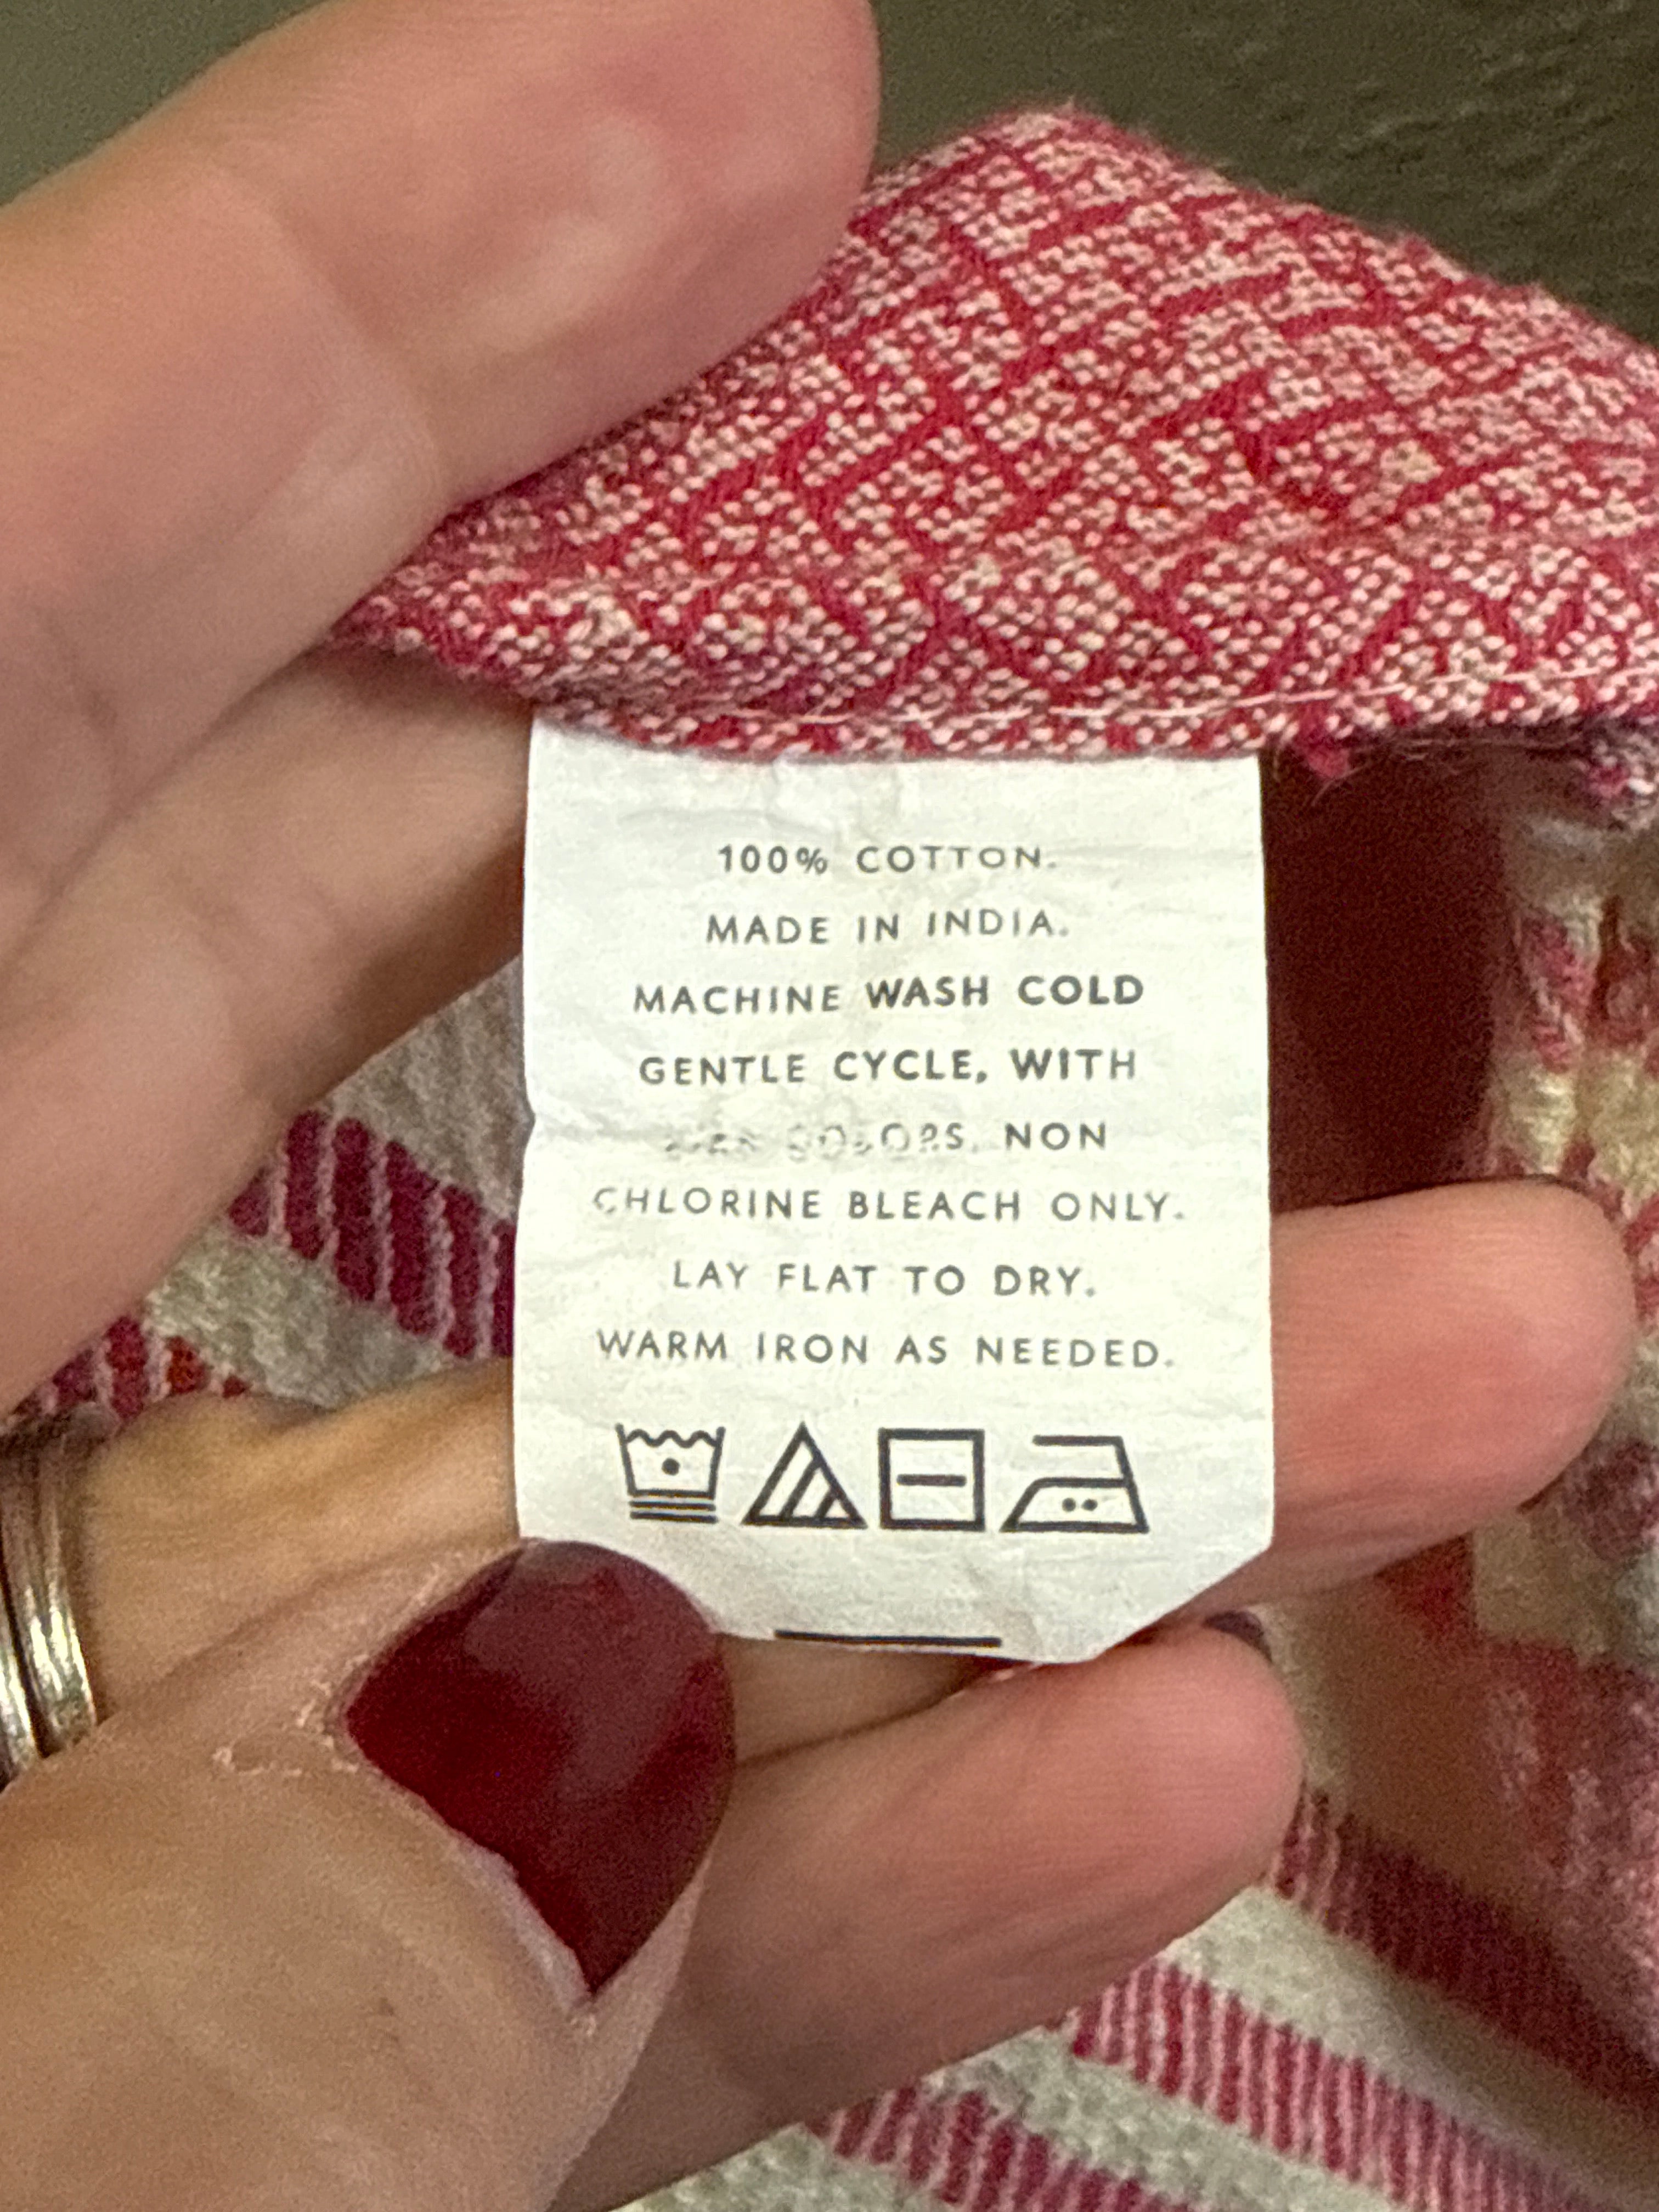 100% COTTON.
MADE IN INDIA.
MACHINE WASH COLD
GENTLE CYCLE, WITH
COLORS, NON
CHLORINE BLEACH ONLY.
LAY FLAT TO DRY.
WARM IRON AS NEEDED.